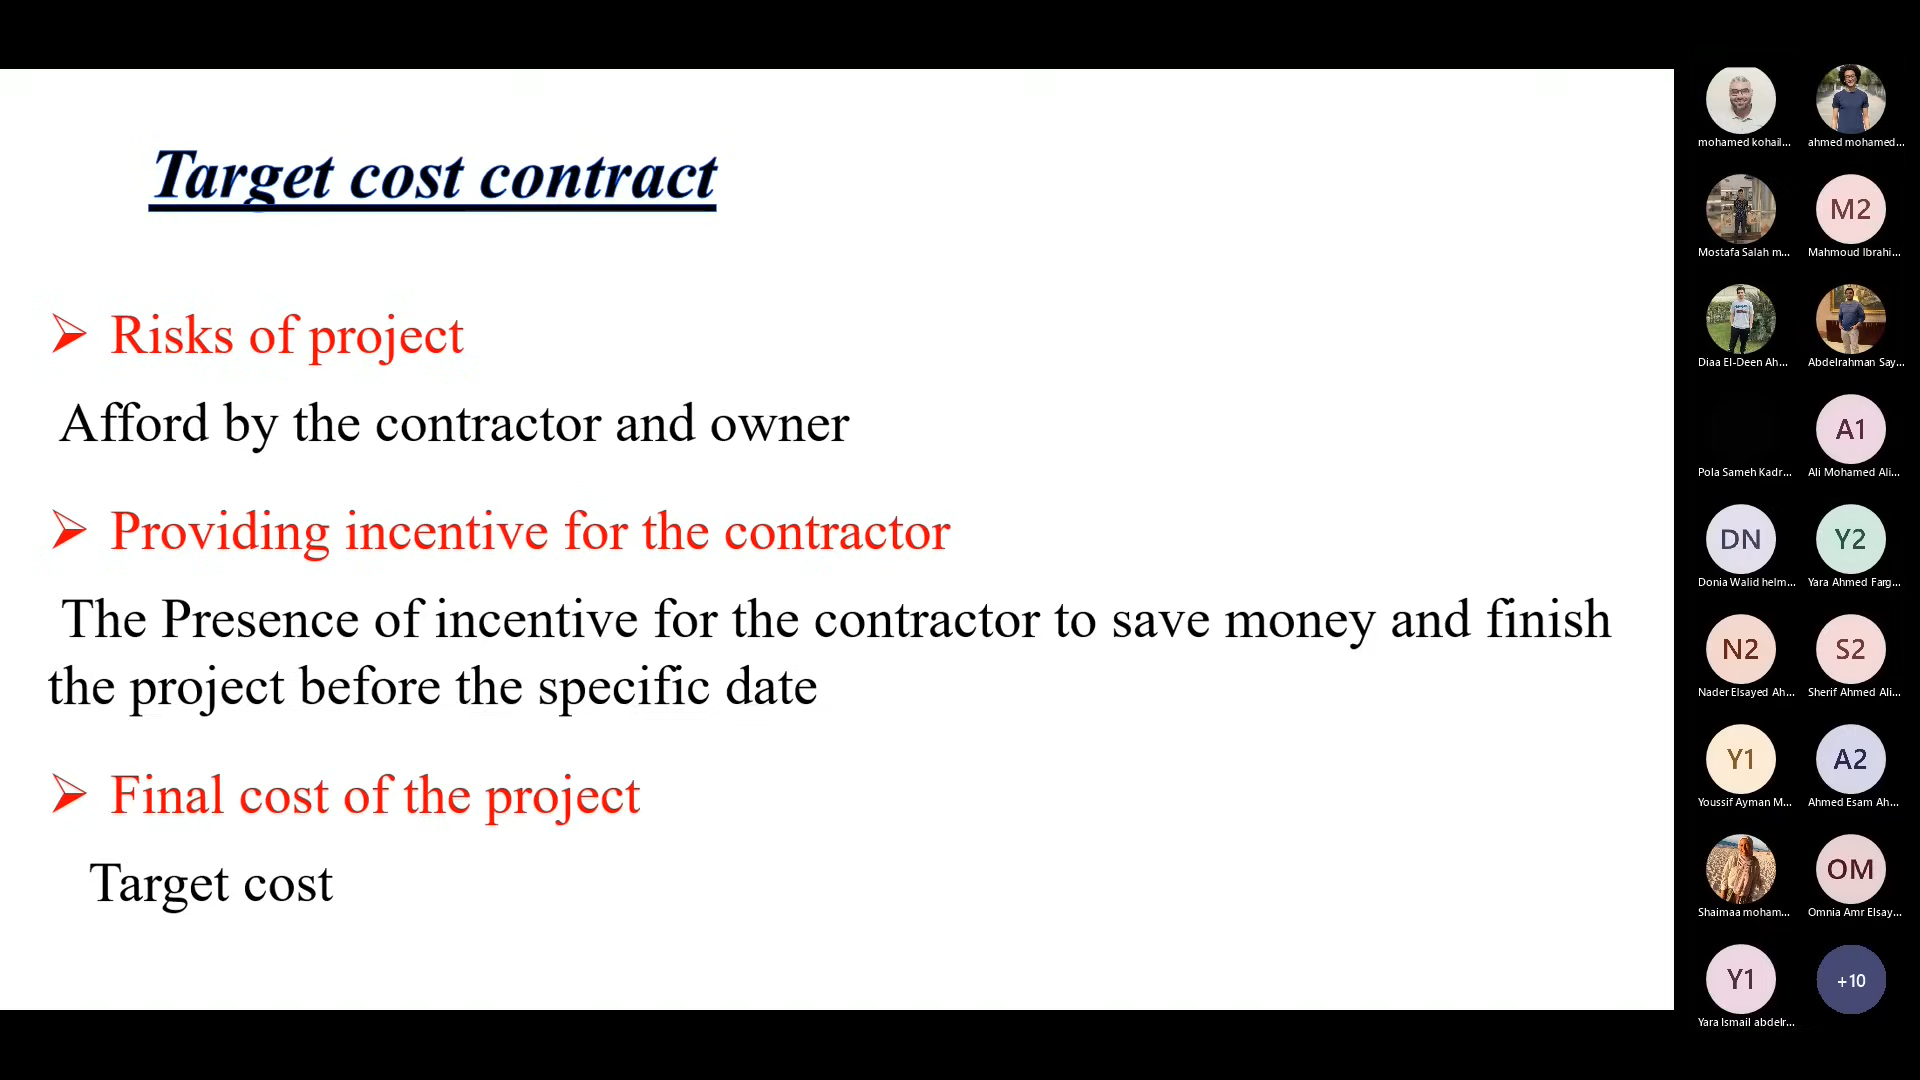 Target cost contract
Risks of project
Afford by the contractor and owner
Providing incentive for the contractor
The Presence of incentive for the contractor to save money and finish
the project before the specific date
Final cost of the project
Target cost
mohamed kohail...
ahmed mohamed...
Mostafa Salah m...
M2
Mahmoud Ibrahi...
Diaa El-Deen Ah...
Abdelrahman Say...
Pola Sameh Kadr...
A1
Ali Mohamed Ali...
DN
Donia Walid helm...
Y2
Yara Ahmed Farg...
N2
Nader Elsayed Ah...
S2
Sherif Ahmed Ali...
Y1
Youssif Ayman M...
A2
Ahmed Esam Ah...
Shaimaa moham...
OM
Omnia Amr Elsay...
Y1
Yara Ismail abdelr...
+10